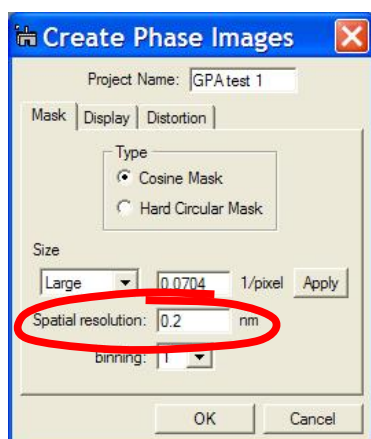 Create Phase Images
Project Name: GPA test 1
Mask Display Distortion
Type
Cosine Mask
Hard Circular Mask
Size
Large 0.0704 1/pixel Apply
Spatial resolution: 0.2 nm
binning: 1
OK Cancel